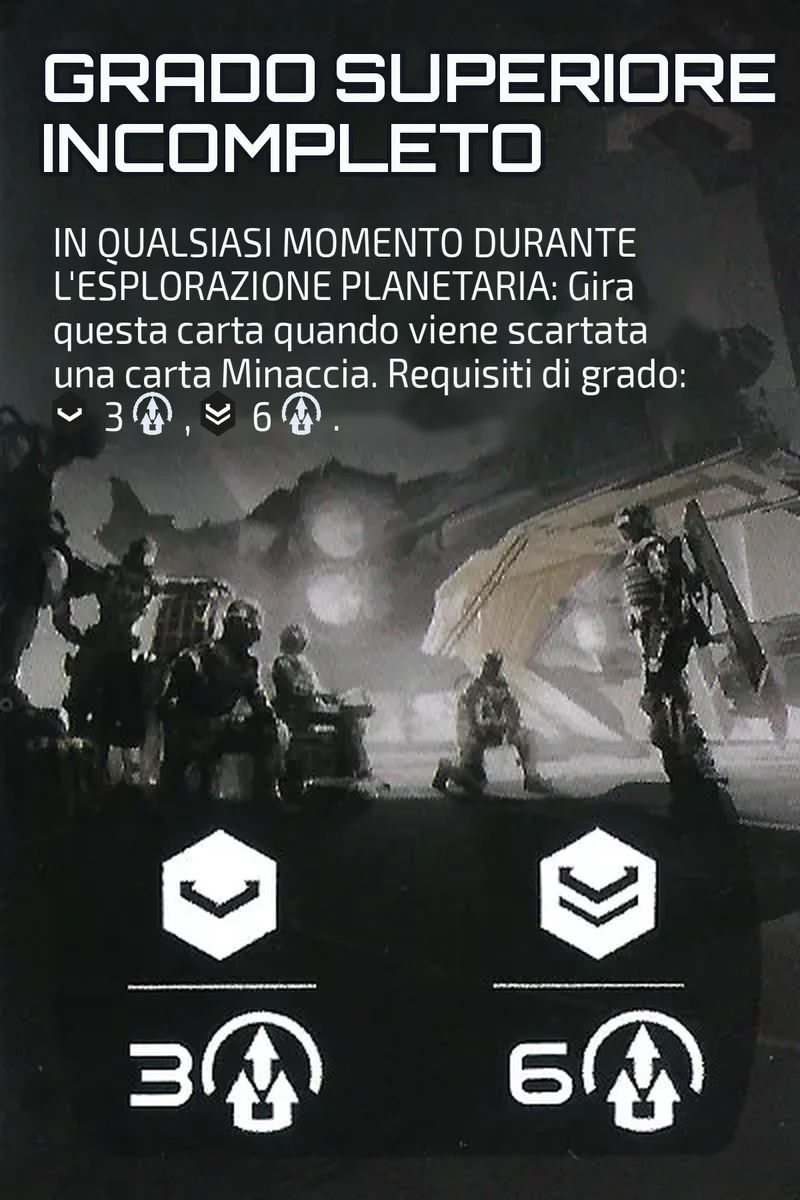 GRADO SUPERIORE
INCOMPLETO
IN QUALSIASI MOMENTO DURANTE
L'ESPLORAZIONE PLANETARIA: Gira
questa carta quando viene scartata
una carta Minaccia. Requisiti di grado:
3 , 6 .
3 6